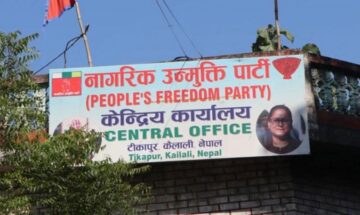 नागरिक उन्मुक्ति पार्टी
(PEOPLE'S FREEDOM PARTY)
केन्द्रिय कार्यालय
CENTRAL OFFICE
टीकापुर, कैलाली, नेपाल
Tikapur, Kailali, Nepal